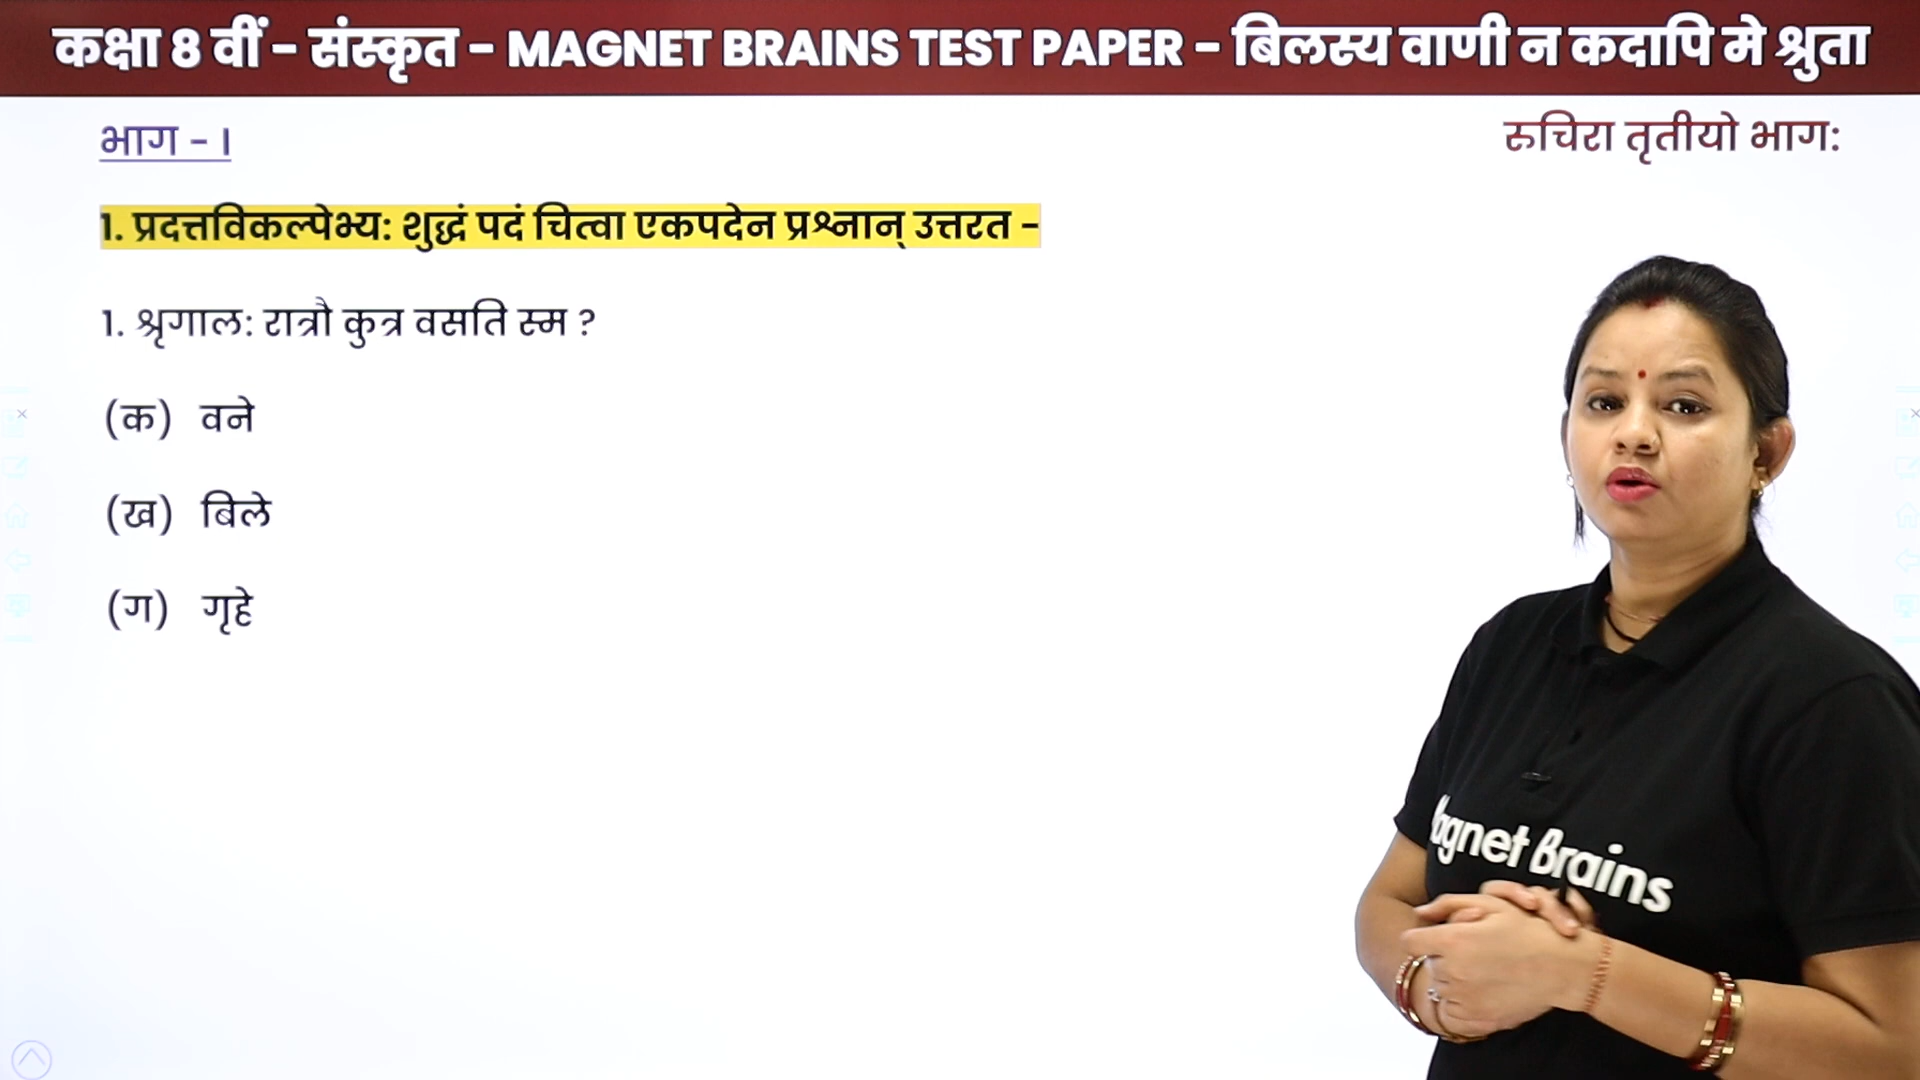 कक्षा 8 वीं - संस्कृत - MAGNET BRAINS TEST PAPER - बिलस्य वाणी न कदापि मे श्रुता
भाग - I
रुचिरा तृतीयो भाग:
1. प्रदत्तविकल्पेभ्य: शुद्धं पदं चित्वा एकपदेन प्रश्नान् उत्तरत -
1. श्रृगाल: रात्रौ कुत्र वसति स्म ?
(क) वने
(ख) बिले
(ग) गृहे
agnet Brains